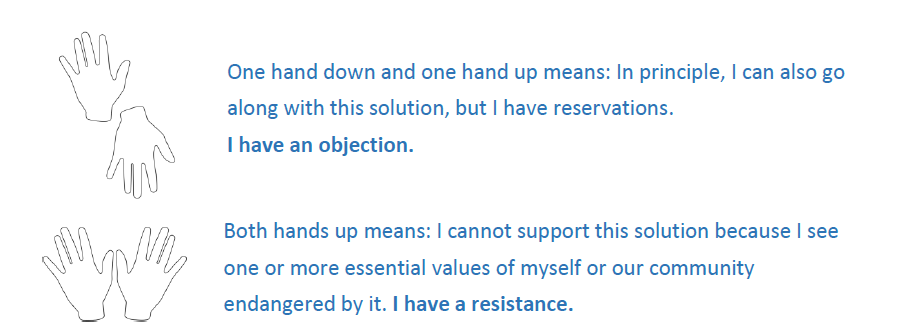 One hand down and one hand up means: In principle, I can also go
along with this solution, but I have reservations.
I have an objection.
Both hands up means: I cannot support this solution because I see
one or more essential values of myself or our community
endangered by it. I have a resistance.